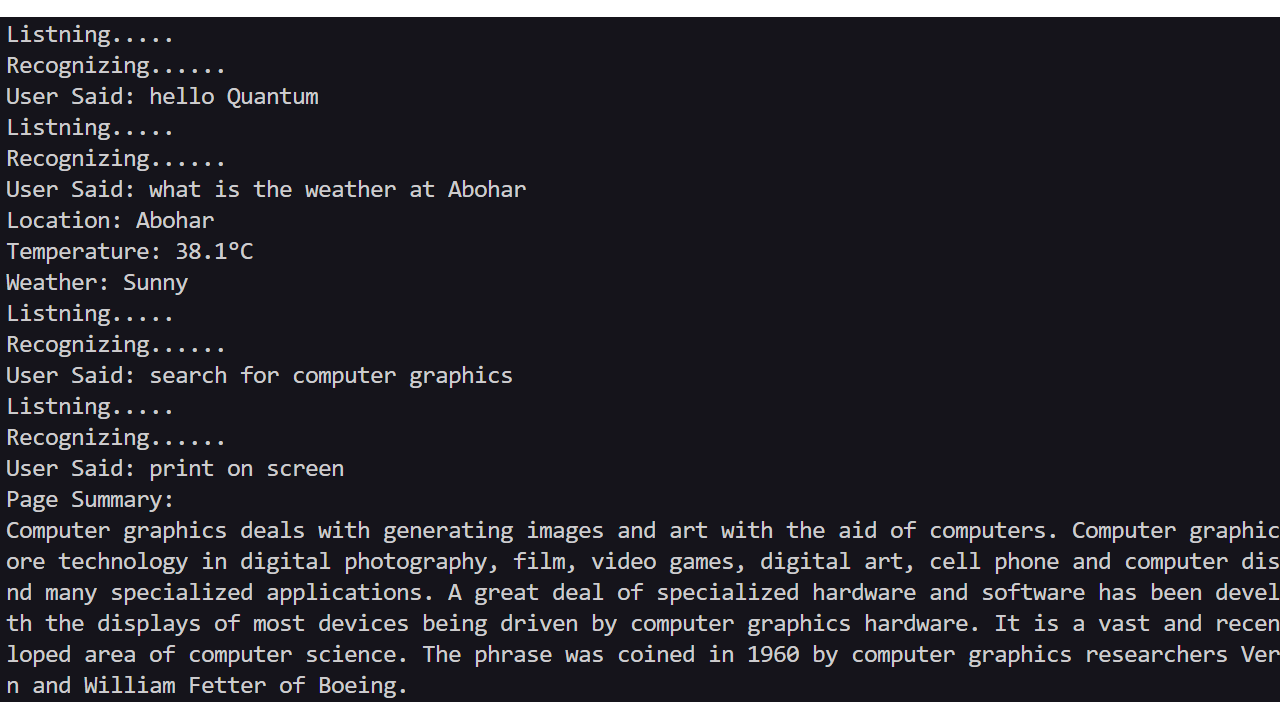 Listning.....
Recognizing......
User Said: hello Quantum
Listning.....
Recognizing......
User Said: what is the weather at Abohar
Location: Abohar
Temperature: 38.1°C
Weather: Sunny
Listning.....
Recognizing......
User Said: search for computer graphics
Listning.....
Recognizing......
User Said: print on screen
Page Summary:
Computer graphics deals with generating images and art with the aid of computers. Computer graphic
ore technology in digital photography, film, video games, digital art, cell phone and computer dis
nd many specialized applications. A great deal of specialized hardware and software has been devel
th the displays of most devices being driven by computer graphics hardware. It is a vast and recen
loped area of computer science. The phrase was coined in 1960 by computer graphics researchers Ver
n and William Fetter of Boeing.